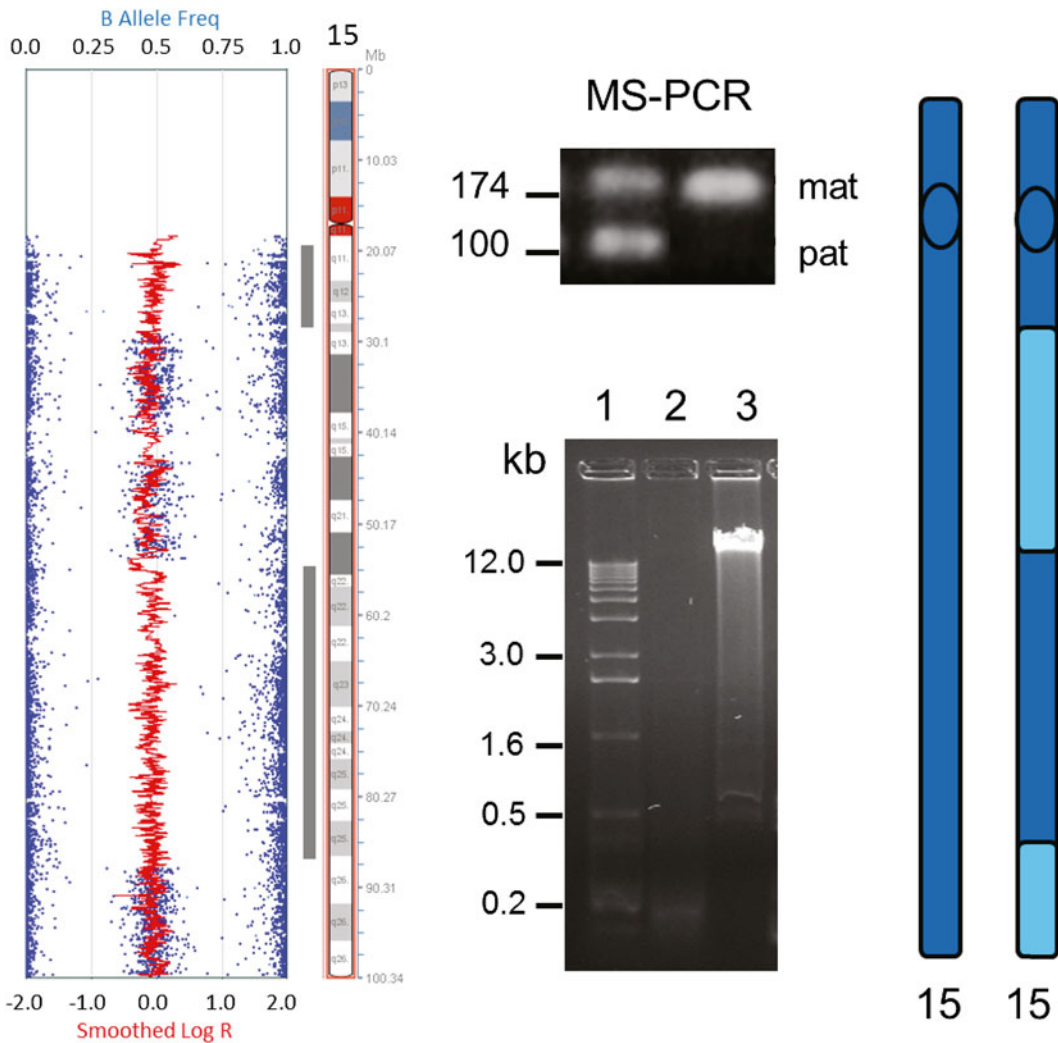 B Allele Freq
0.0 0.25 0.5 0.75 1.0
15
Mb
0
p13
p11.
p11.
10.03
q11.
20.07
q12
q13.
q13.
30.1
q15.
40.14
q15.
q21.
50.17
q22.
q22.
60.2
q22.
q23
70.24
q24.
q24.
q24.
q25.
80.27
q25.
q25.
q26.
90.31
q26.
q26.
100.34
-2.0 -1.0 0.0 1.0 2.0
Smoothed Log R
MS-PCR
174 mat
100 pat
1 2 3
kb
12.0
3.0
1.6
0.5
0.2
15 15